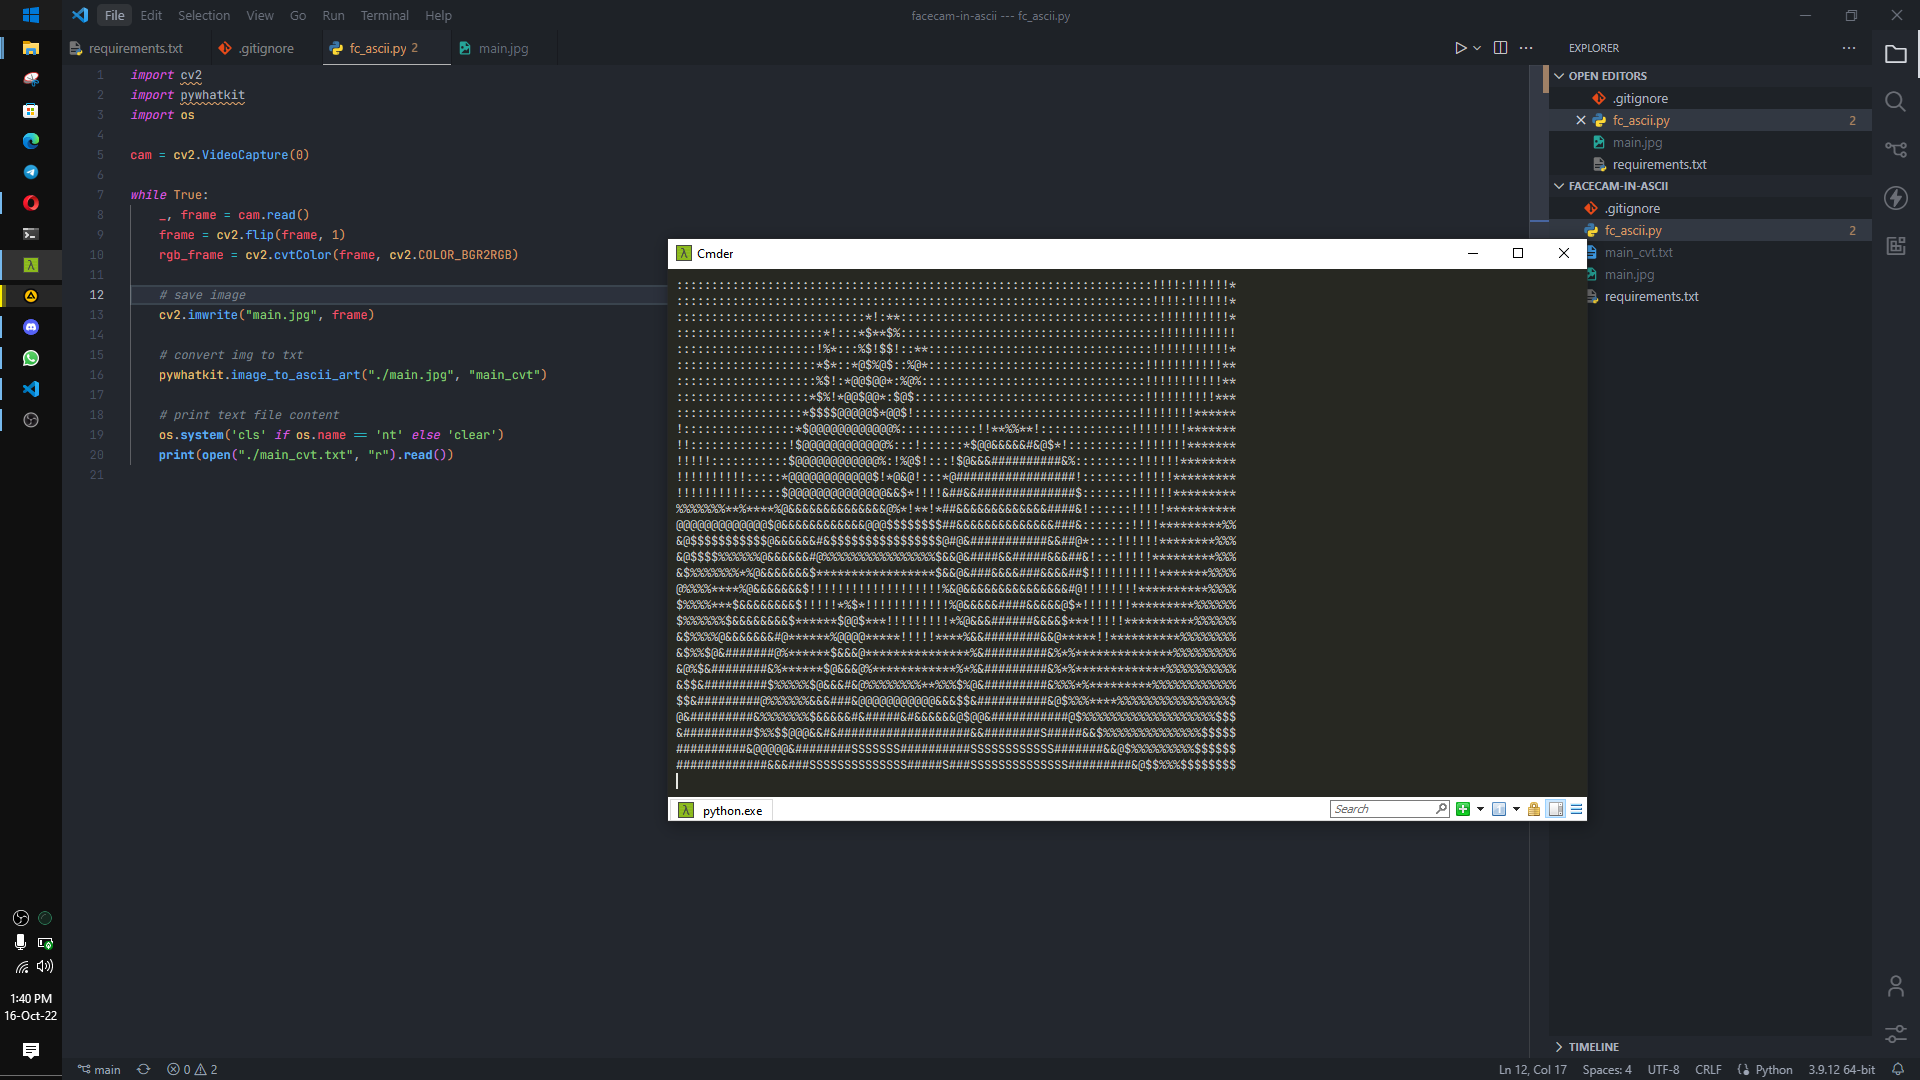 File Edit Selection View Go Run Terminal Help
facecam-in-ascii --- fc_ascii.py
requirements.txt
.gitignore
fc_ascii.py 2
main.jpg
1 import cv2
2 import pywhatkit
3 import os
4
5 cam = cv2.VideoCapture(0)
6
7 while True:
8 _, frame = cam.read()
9 frame = cv2.flip(frame, 1)
10 rgb_frame = cv2.cvtColor(frame, cv2.COLOR_BGR2RGB)
11
12 # save image
13 cv2.imwrite("main.jpg", frame)
14
15 # convert img to txt
16 pywhatkit.image_to_ascii_art("./main.jpg", "main_cvt")
17
18 # print text file content
19 os.system('cls' if os.name == 'nt' else 'clear')
20 print(open("./main_cvt.txt", "r").read())
21
EXPLORER
OPEN EDITORS
.gitignore
fc_ascii.py 2
main.jpg
requirements.txt
FACECAM-IN-ASCII
.gitignore
fc_ascii.py 2
main_cvt.txt
main.jpg
requirements.txt
TIMELINE
Cmder
python.exe
Search
1:40 PM
16-Oct-22
main
0 2
Ln 12, Col 17
Spaces: 4
UTF-8
CRLF
Python
3.9.12 64-bit